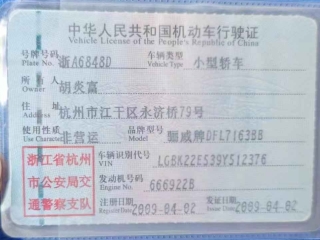 中华人民共和国机动车行驶证
Vehicle License of the People's Republic of China
号牌号码 浙A6848D 车辆类型 小型轿车
Plate No. Vehicle Type
所有人 胡炎富
Owner
住址 杭州市江干区永济桥79号
Address
使用性质 非营运 品牌型号 骊威牌DFL7163BB
Use Character
浙江省杭州
市公安局交
通警察支队
车辆识别代号 LGBK22E539Y512376
VIN
发动机号码 666922B
Engine No.
注册日期 2009-04-02 发证日期 2009-04-02
Register Date Issue Date